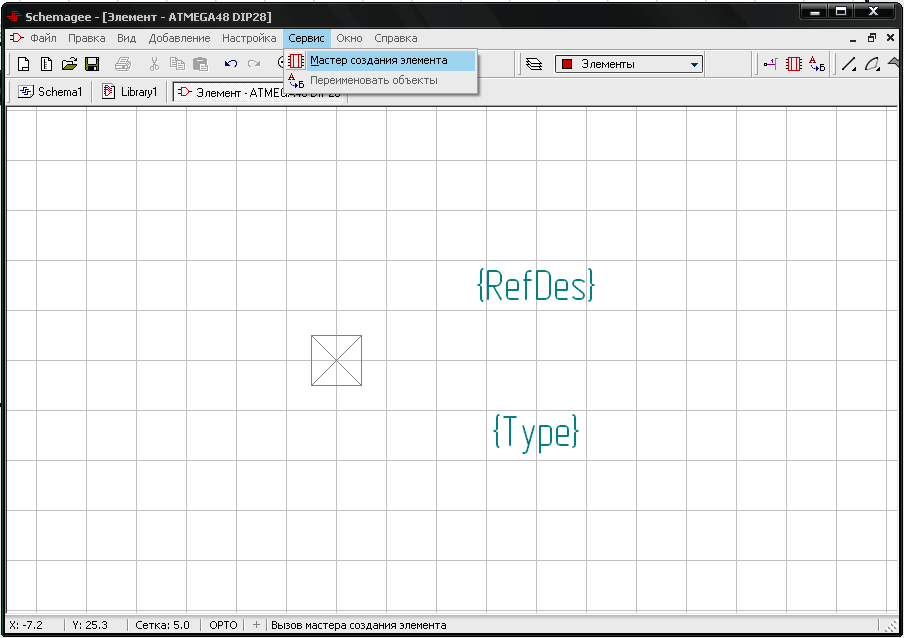 Schemagee - [Элемент - ATMEGA48 DIP28]
Файл Правка Вид Добавление Настройка Сервис Окно Справка
Мастер создания элемента
Элементы
Переименовать объекты
Schema1 Library1 Элемент - ATMEGA48 DIP28
{RefDes}
{Type}
X: -7.2 Y: 25.3 Сетка: 5.0 ОРТО Вызов мастера создания элемента